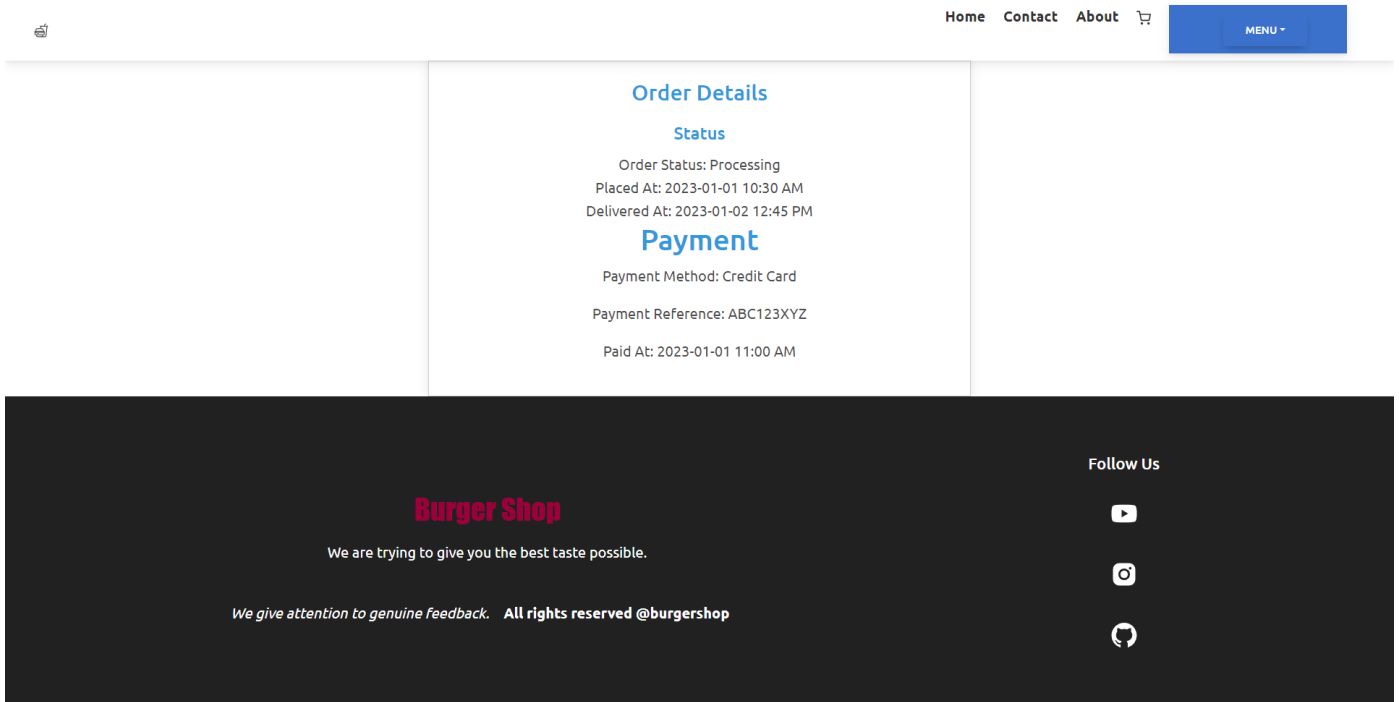 Home Contact About MENU
Order Details
Status
Order Status: Processing
Placed At: 2023-01-01 10:30 AM
Delivered At: 2023-01-02 12:45 PM
Payment
Payment Method: Credit Card
Payment Reference: ABC123XYZ
Paid At: 2023-01-01 11:00 AM
Burger Shop
We are trying to give you the best taste possible.
We give attention to genuine feedback. All rights reserved @burgershop
Follow Us